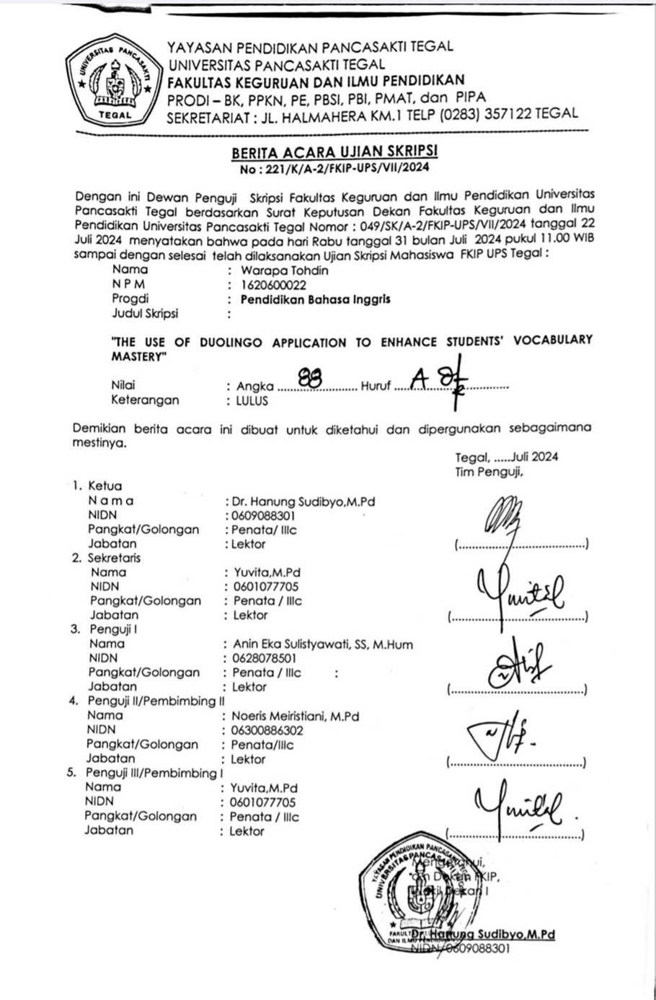 UNIVERSITAS PANCASAKTI
TEGAL
YAYASAN PENDIDIKAN PANCASAKTI TEGAL
UNIVERSITAS PANCASAKTI TEGAL
FAKULTAS KEGURUAN DAN ILMU PENDIDIKAN
PRODI – BK, PPKN, PE, PBSI, PBI, PMAT, dan PIPA
SEKRETARIAT : JL. HALMAHERA KM.1 TELP (0283) 357122 TEGAL
BERITA ACARA UJIAN SKRIPSI
No : 221/K/A-2/FKIP-UPS/VII/2024
Dengan ini Dewan Penguji Skripsi Fakultas Keguruan dan Ilmu Pendidikan Universitas
Pancasakti Tegal berdasarkan Surat Keputusan Dekan Fakultas Keguruan dan Ilmu
Pendidikan Universitas Pancasakti Tegal Nomor : 049/SK/A-2/FKIP-UPS/VII/2024 tanggal 22
Juli 2024 menyatakan bahwa pada hari Rabu tanggal 31 bulan Juli 2024 pukul 11.00 WIB
sampai dengan selesai telah dilaksanakan Ujian Skripsi Mahasiswa FKIP UPS Tegal :
Nama : Warapa Tohdin
N P M : 1620600022
Progdi : Pendidikan Bahasa Inggris
Judul Skripsi :
"THE USE OF DUOLINGO APPLICATION TO ENHANCE STUDENTS' VOCABULARY
MASTERY"
Nilai : Angka ......88...... Huruf .....A..........
Keterangan : LULUS
Demikian berita acara ini dibuat untuk diketahui dan dipergunakan sebagaimana
mestinya.
Tegal, .....Juli 2024
Tim Penguji,
1. Ketua
N a m a : Dr. Hanung Sudibyo,M.Pd
NIDN : 0609088301
Pangkat/Golongan : Penata/ IIIc
Jabatan : Lektor (....................................)
2. Sekretaris
Nama : Yuvita,M.Pd
NIDN : 0601077705
Pangkat/Golongan : Penata / IIIc
Jabatan : Lektor (....................................)
3. Penguji I
Nama : Anin Eka Sulistyawati, SS, M.Hum
NIDN : 0628078501
Pangkat/Golongan : Penata / IIIc :
Jabatan : Lektor (....................................)
4. Penguji II/Pembimbing II
Nama : Noeris Meiristiani, M.Pd
NIDN : 06300886302
Pangkat/Golongan : Penata/IIIc
Jabatan : Lektor (....................................)
5. Penguji III/Pembimbing I
Nama : Yuvita,M.Pd
NIDN : 0601077705
Pangkat/Golongan : Penata / IIIc
Jabatan : Lektor (....................................)
YAYASAN PENDIDIKAN PANCASAKTI
UNIVERSITAS PANCASAKTI
Mengetahui,
Dekan FKIP,
Wakil Dekan I
FAKULTAS
DAN ILMU PENDIDIKAN
Dr. Hanung Sudibyo,M.Pd
NIDN 0609088301